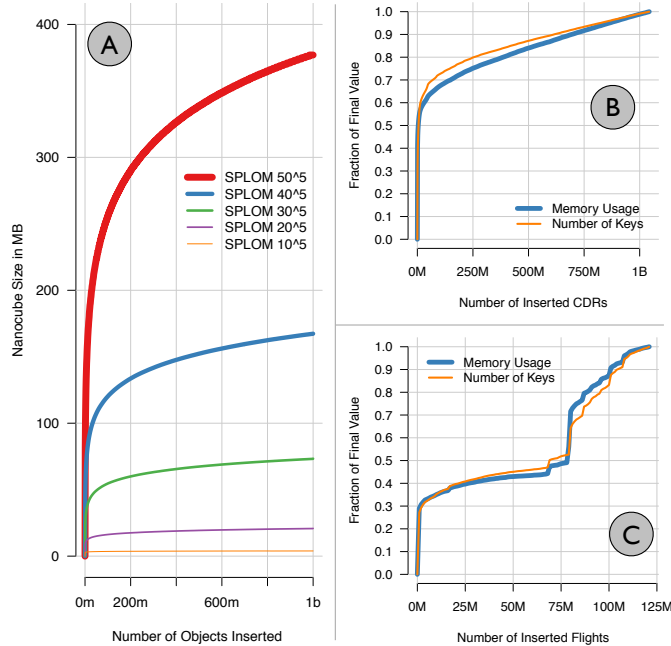 A
Nanocube Size in MB
400
300
200
100
0
SPLOM 50^5
SPLOM 40^5
SPLOM 30^5
SPLOM 20^5
SPLOM 10^5
0m 200m 600m 1b
Number of Objects Inserted
B
Fraction of Final Value
1.0
0.9
0.8
0.7
0.6
0.5
0.4
0.3
0.2
0.1
0.0
Memory Usage
Number of Keys
0M 250M 500M 750M 1B
Number of Inserted CDRs
C
Fraction of Final Value
1.0
0.9
0.8
0.7
0.6
0.5
0.4
0.3
0.2
0.1
0.0
Memory Usage
Number of Keys
0M 25M 50M 75M 100M 125M
Number of Inserted Flights